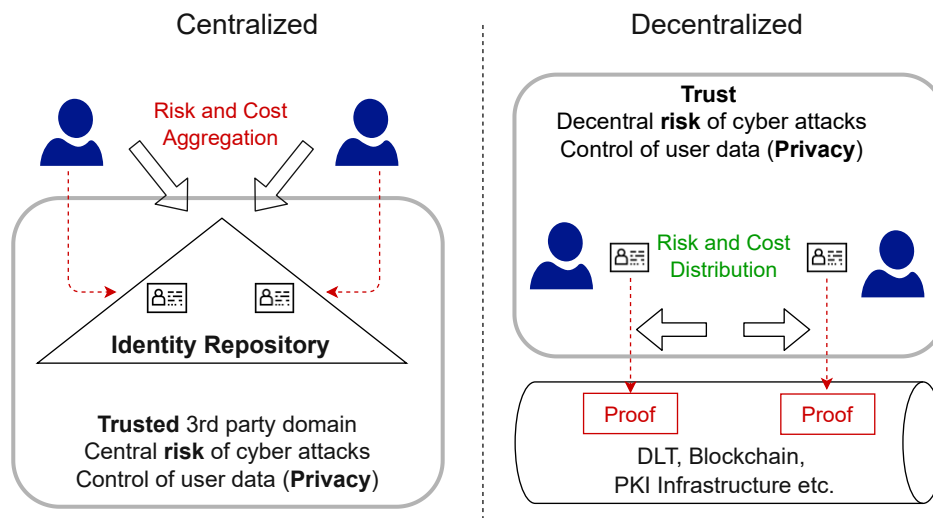 Centralized
Risk and Cost
Aggregation
Identity Repository
Trusted 3rd party domain
Central risk of cyber attacks
Control of user data (Privacy)
Decentralized
Trust
Decentral risk of cyber attacks
Control of user data (Privacy)
Risk and Cost
Distribution
Proof
Proof
DLT, Blockchain,
PKI Infrastructure etc.